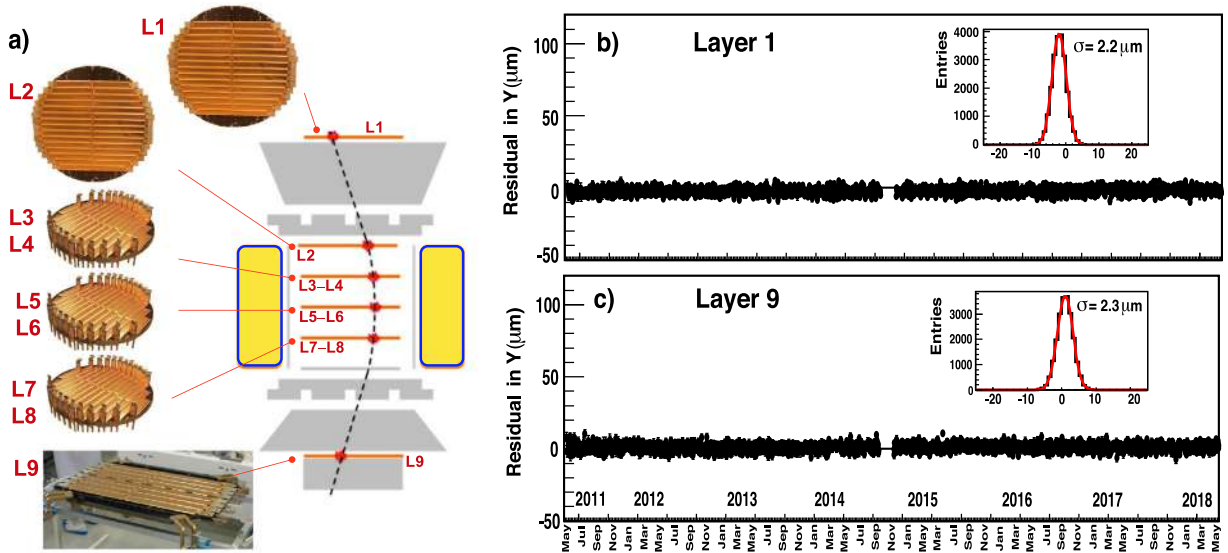 a)
L1
L2
L3
L4
L5
L6
L7
L8
L9
L1
L2
L3–L4
L5–L6
L7–L8
L9
b)
Layer 1
Residual in Y(μm)
100
50
0
-50
Entries
4000
3000
2000
1000
0
σ= 2.2 μm
-20 -10 0 10 20
c)
Layer 9
Residual in Y(μm)
100
50
0
-50
Entries
3000
2000
1000
0
σ= 2.3 μm
-20 -10 0 10 20
2011 2012 2013 2014 2015 2016 2017 2018
May Jul Sep Nov Jan Mar May Jul Sep Nov Jan Mar May Jul Sep Nov Jan Mar May Jul Sep Nov Jan Mar May Jul Sep Nov Jan Mar May Jul Sep Nov Jan Mar May Jul Sep Nov Jan Mar May